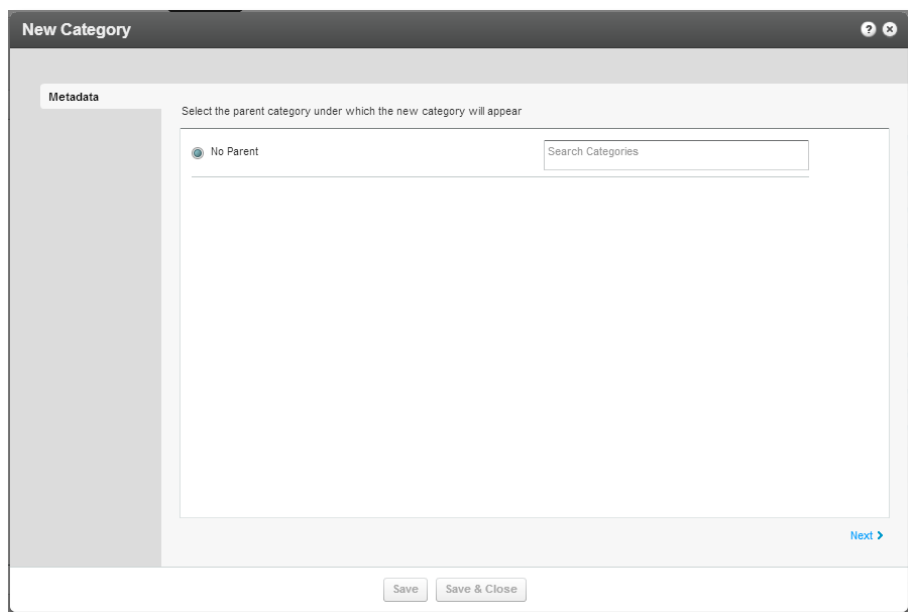 New Category
Metadata
Select the parent category under which the new category will appear
No Parent
Search Categories
Next
Save
Save & Close